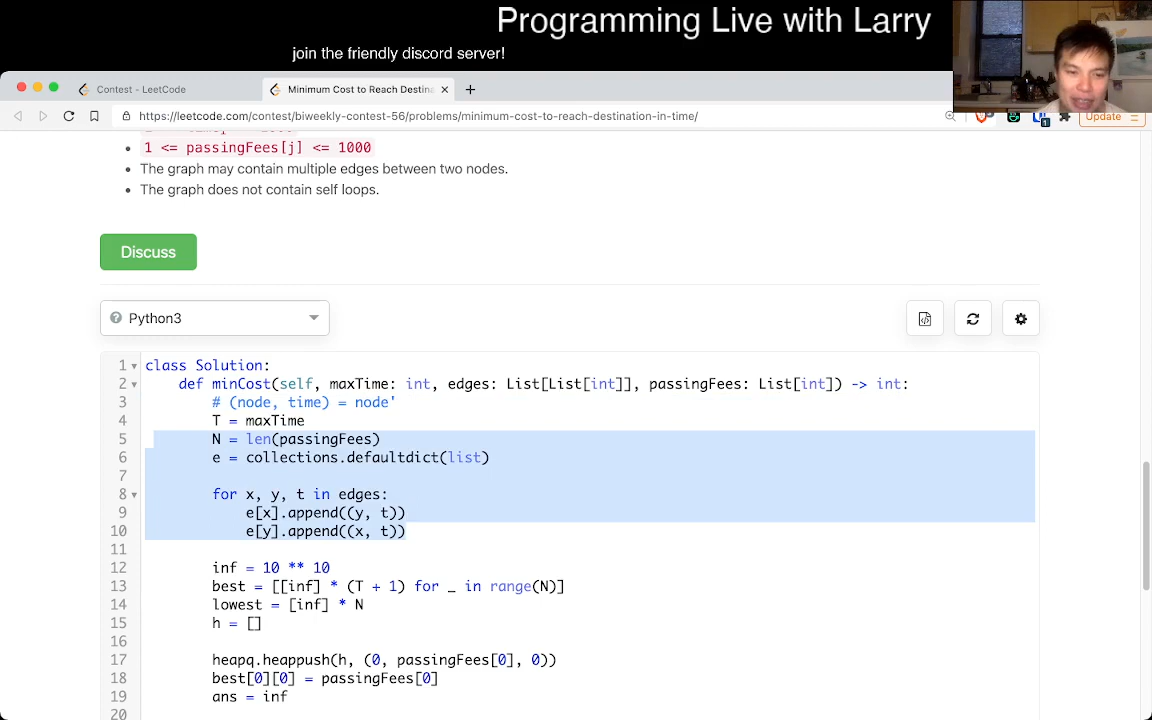 Programming Live with Larry
join the friendly discord server!
Contest - LeetCode
Minimum Cost to Reach Destina
https://leetcode.com/contest/biweekly-contest-56/problems/minimum-cost-to-reach-destination-in-time/
Update
1 <= passingFees[j] <= 1000
The graph may contain multiple edges between two nodes.
The graph does not contain self loops.
Discuss
Python3
1 class Solution:
2 def minCost(self, maxTime: int, edges: List[List[int]], passingFees: List[int]) -> int:
3 # (node, time) = node'
4 T = maxTime
5 N = len(passingFees)
6 e = collections.defaultdict(list)
7
8 for x, y, t in edges:
9 e[x].append((y, t))
10 e[y].append((x, t))
11
12 inf = 10 ** 10
13 best = [[inf] * (T + 1) for _ in range(N)]
14 lowest = [inf] * N
15 h = []
16
17 heapq.heappush(h, (0, passingFees[0], 0))
18 best[0][0] = passingFees[0]
19 ans = inf
20